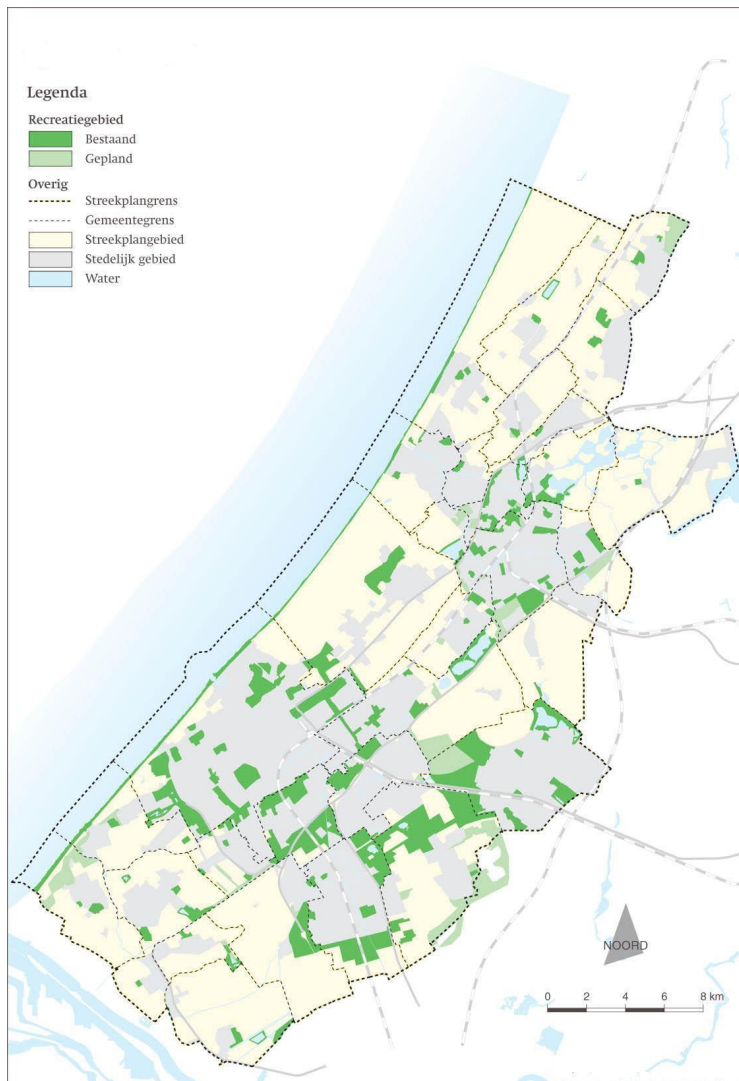 Legenda
Recreatiegebied
Bestaand
Gepland
Overig
Streekplangrens
Gemeentegrens
Streekplangebied
Stedelijk gebied
Water
NOORD
0 2 4 6 8 km